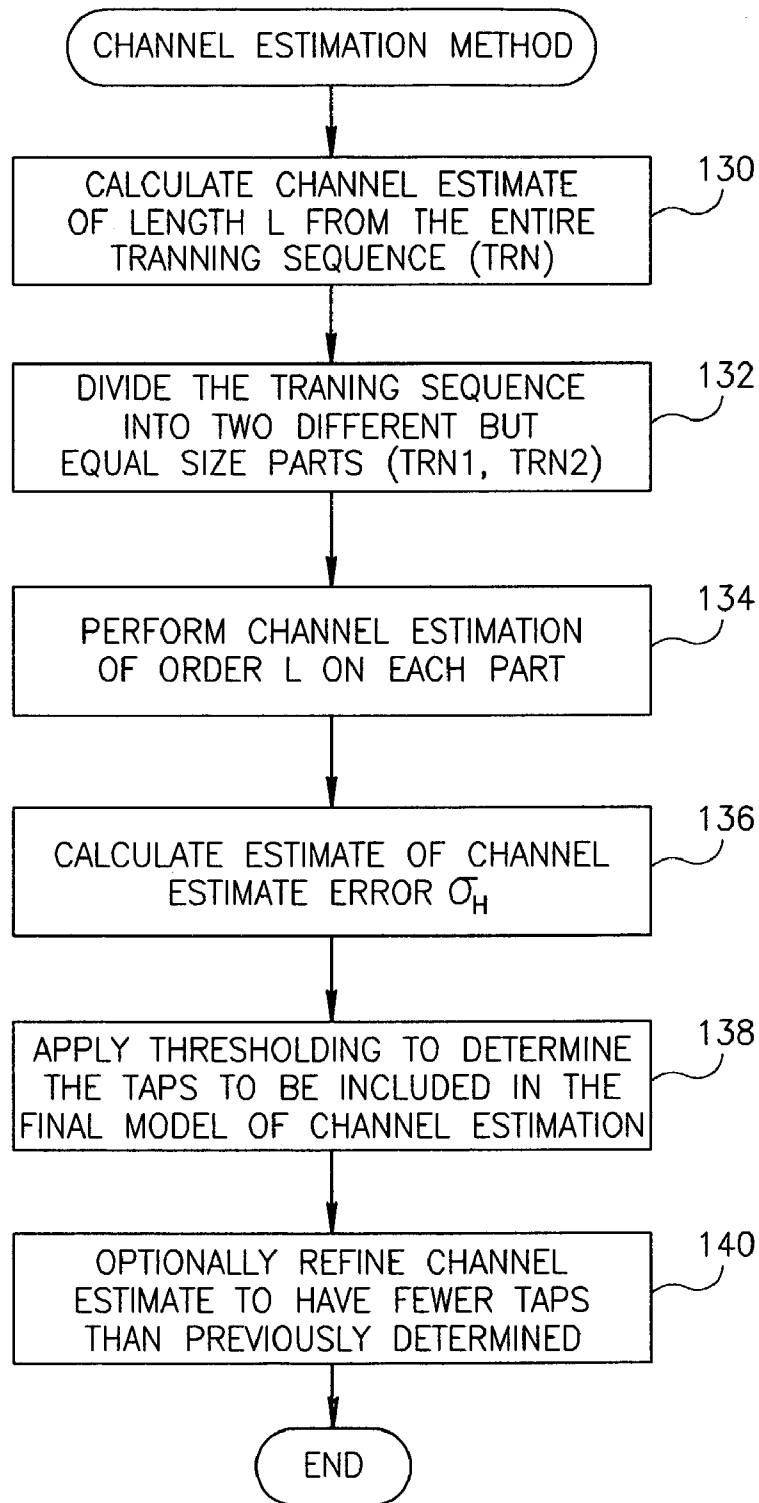 CHANNEL ESTIMATION METHOD
CALCULATE CHANNEL ESTIMATE
OF LENGTH L FROM THE ENTIRE
TRANNING SEQUENCE (TRN)
130
DIVIDE THE TRANING SEQUENCE
INTO TWO DIFFERENT BUT
EQUAL SIZE PARTS (TRN1, TRN2)
132
PERFORM CHANNEL ESTIMATION
OF ORDER L ON EACH PART
134
CALCULATE ESTIMATE OF CHANNEL
ESTIMATE ERROR σH
136
APPLY THRESHOLDING TO DETERMINE
THE TAPS TO BE INCLUDED IN THE
FINAL MODEL OF CHANNEL ESTIMATION
138
OPTIONALLY REFINE CHANNEL
ESTIMATE TO HAVE FEWER TAPS
THAN PREVIOUSLY DETERMINED
140
END